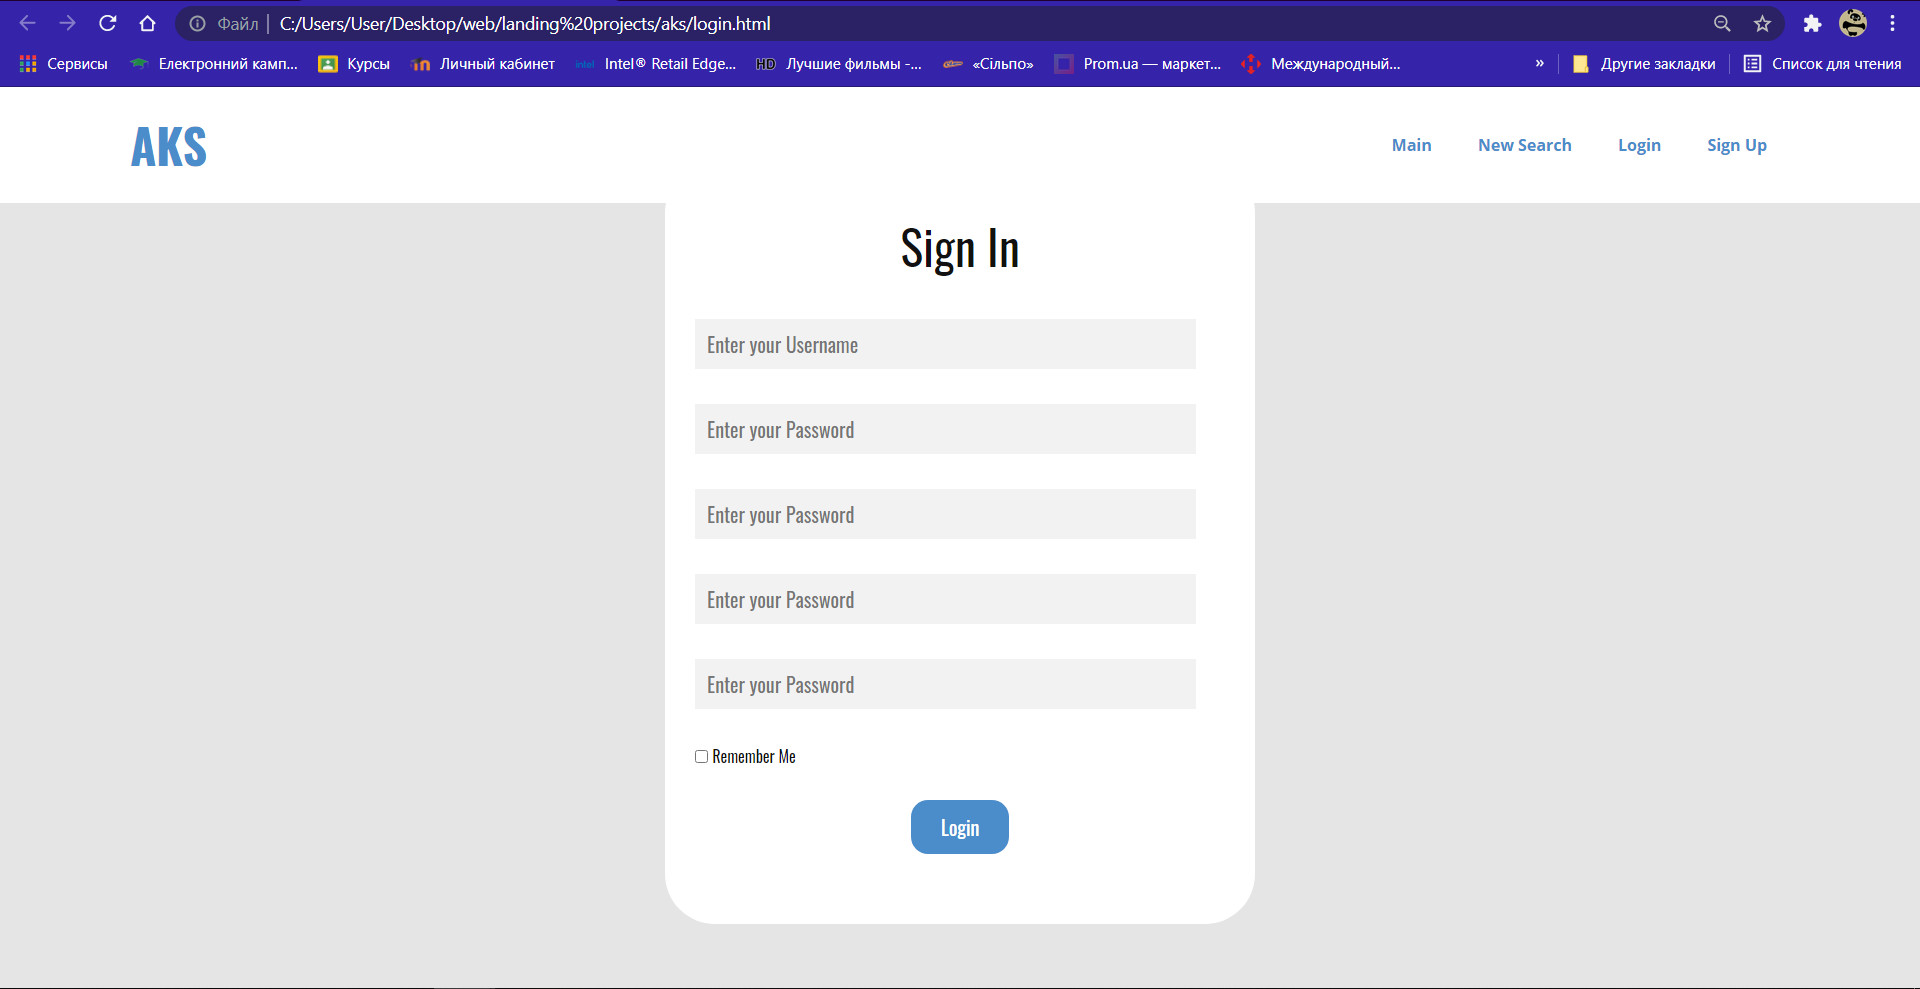 Файл | C:/Users/User/Desktop/web/landing%20projects/aks/login.html
Сервисы Електронний камп... Курсы Личный кабинет intel Intel® Retail Edge... HD Лучшие фильмы -... «Сільпо» Prom.ua — маркет... Международный... » Другие закладки Список для чтения
AKS Main New Search Login Sign Up
Sign In
Enter your Username
Enter your Password
Enter your Password
Enter your Password
Enter your Password
Remember Me
Login